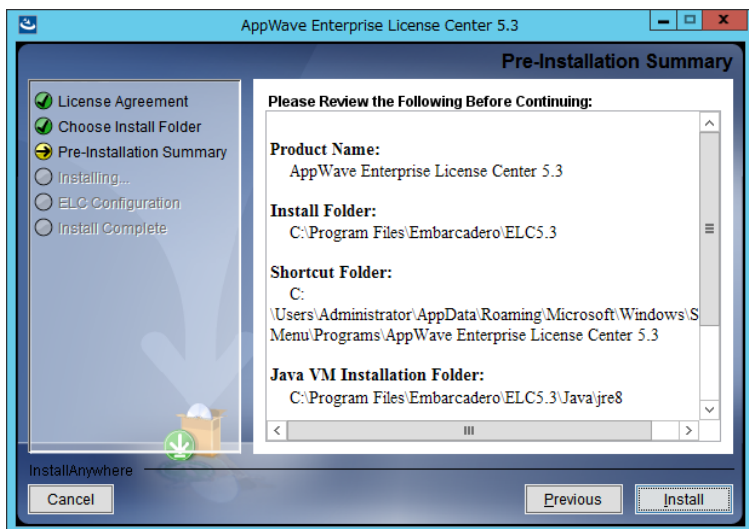 AppWave Enterprise License Center 5.3
Pre-Installation Summary
License Agreement
Choose Install Folder
Pre-Installation Summary
Installing...
ELC Configuration
Install Complete
Please Review the Following Before Continuing:
Product Name:
AppWave Enterprise License Center 5.3
Install Folder:
C:\Program Files\Embarcadero\ELC5.3
Shortcut Folder:
C:
\Users\Administrator\AppData\Roaming\Microsoft\Windows\S
Menu\Programs\AppWave Enterprise License Center 5.3
Java VM Installation Folder:
C:\Program Files\Embarcadero\ELC5.3\Java\jre8
InstallAnywhere
Cancel
Previous
Install